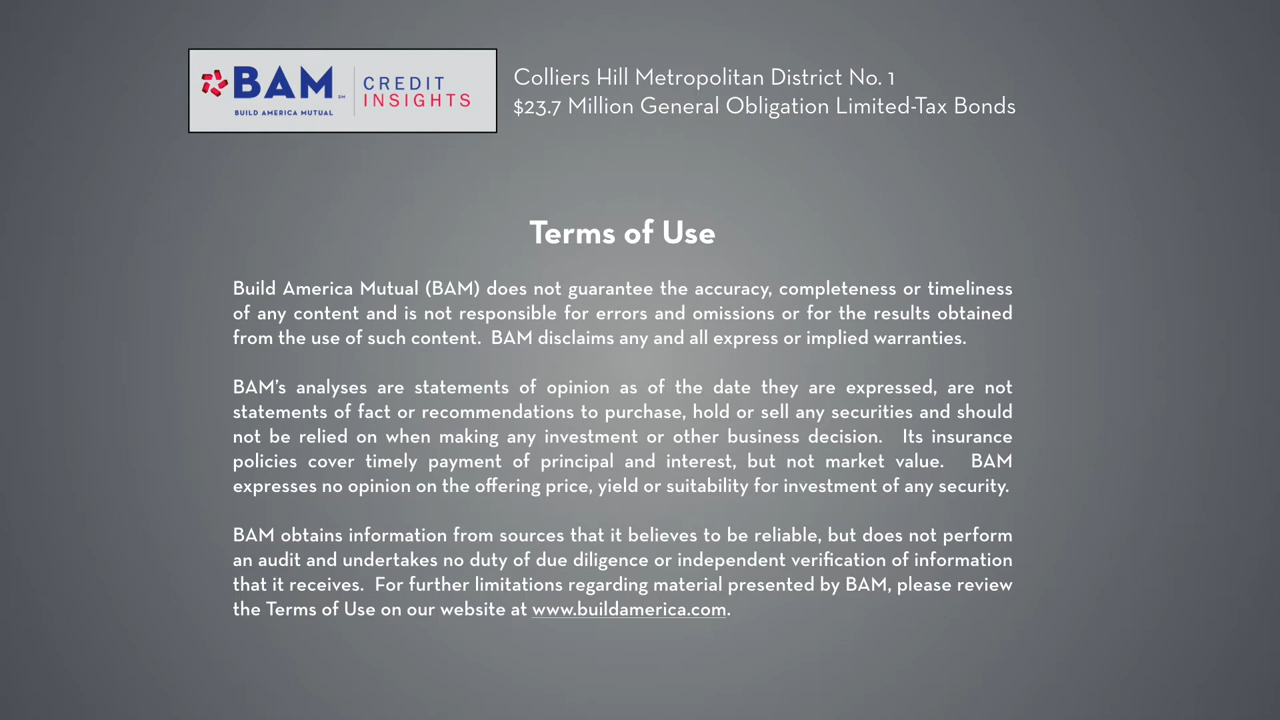 BAM SM
BUILD AMERICA MUTUAL
CREDIT
INSIGHTS
Colliers Hill Metropolitan District No. 1
$23.7 Million General Obligation Limited-Tax Bonds
Terms of Use
Build America Mutual (BAM) does not guarantee the accuracy, completeness or timeliness
of any content and is not responsible for errors and omissions or for the results obtained
from the use of such content. BAM disclaims any and all express or implied warranties.
BAM's analyses are statements of opinion as of the date they are expressed, are not
statements of fact or recommendations to purchase, hold or sell any securities and should
not be relied on when making any investment or other business decision. Its insurance
policies cover timely payment of principal and interest, but not market value. BAM
expresses no opinion on the offering price, yield or suitability for investment of any security.
BAM obtains information from sources that it believes to be reliable, but does not perform
an audit and undertakes no duty of due diligence or independent verification of information
that it receives. For further limitations regarding material presented by BAM, please review
the Terms of Use on our website at www.buildamerica.com.